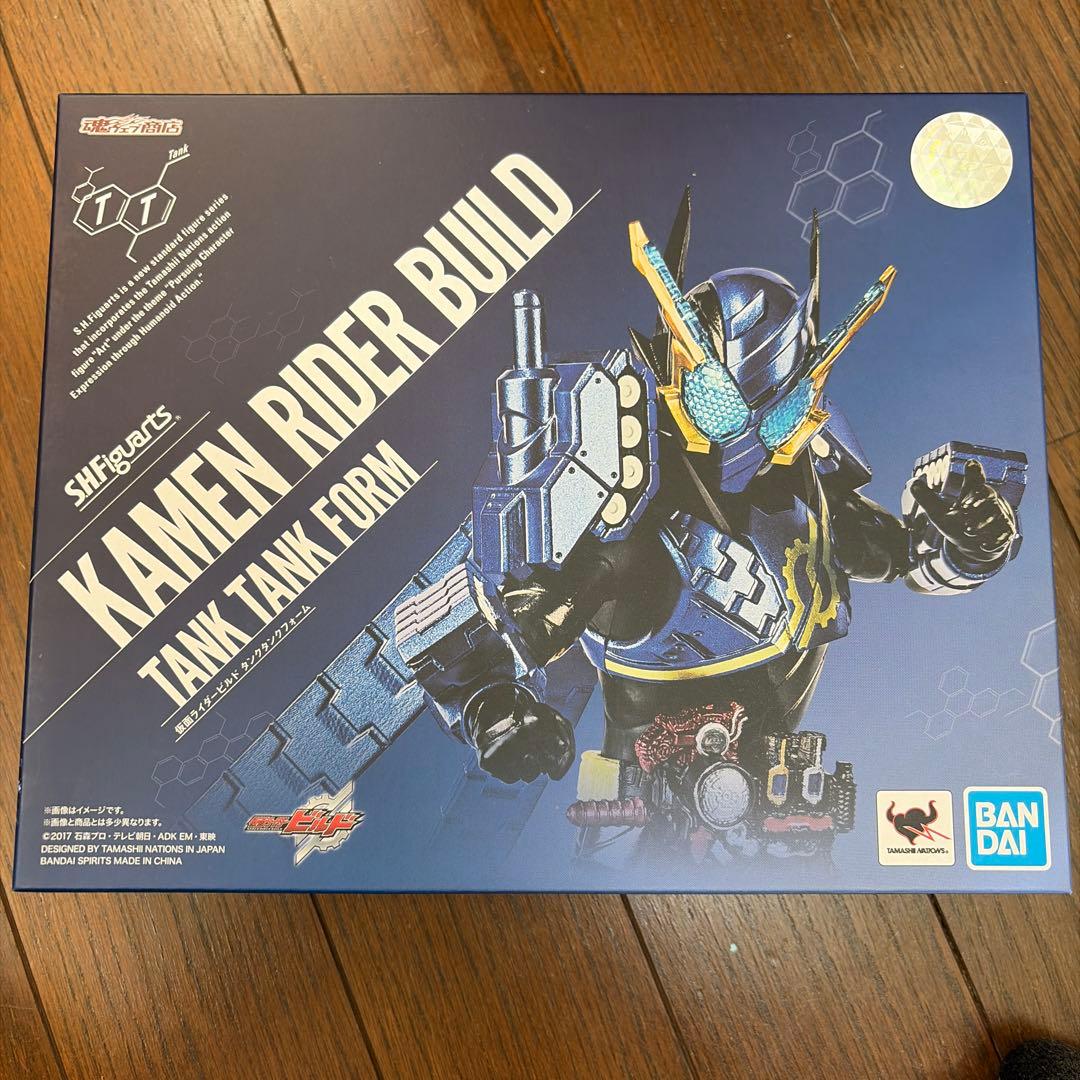 魂ウェブ商店
Tank
T T
S.H.Figuarts is a new standard figure series
that incorporates the Tamashii Nations action
figure "Art" under the theme "Pursuing Character
Expression through Humanoid Action."
S.H.Figuarts
KAMEN RIDER BUILD
TANK TANK FORM
仮面ライダービルド タンクタンクフォーム
※画像はイメージです。
※画像と商品とは多少異なります。
©2017 石森プロ・テレビ朝日・ADK EM・東映
DESIGNED BY TAMASHII NATIONS IN JAPAN
BANDAI SPIRITS MADE IN CHINA
仮面ライダービルド
TAMASHII NATIONS
BAN
DAI